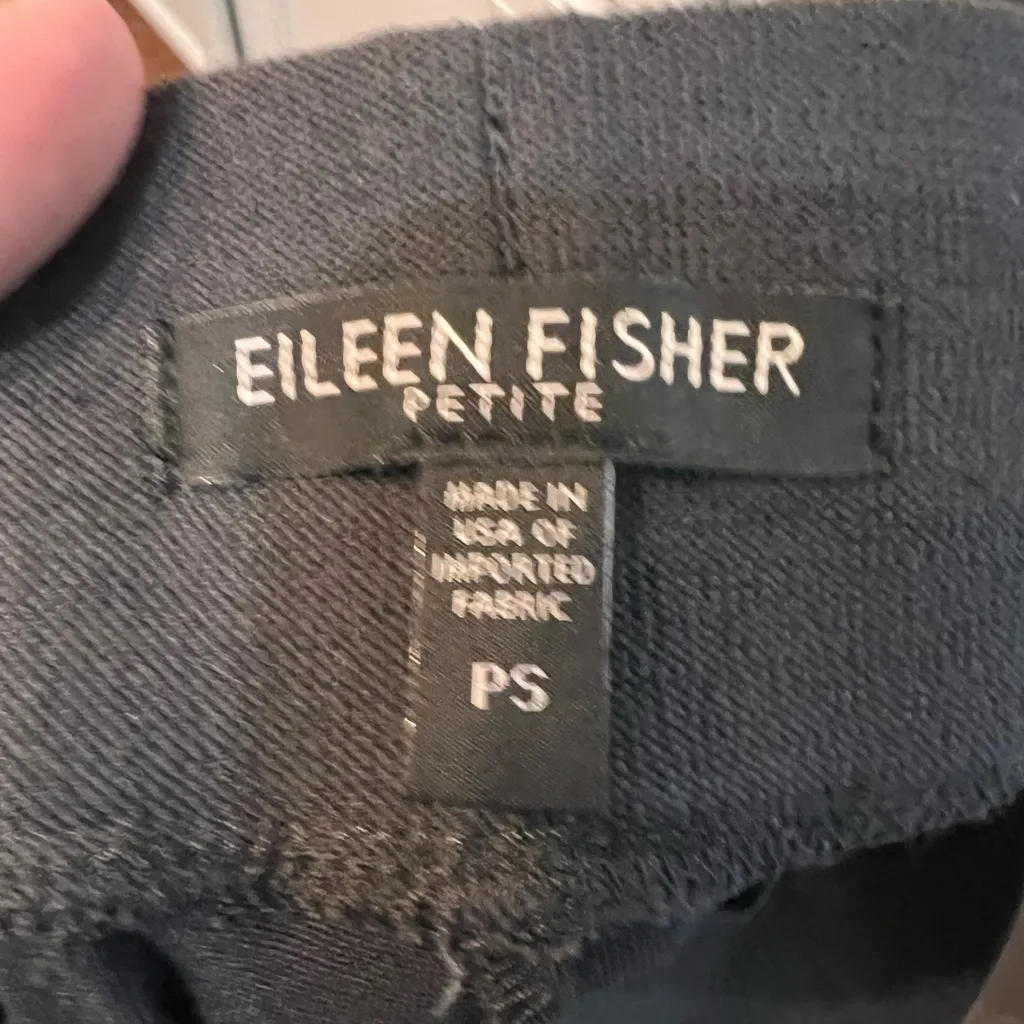 EILEEN FISHER
PETITE
MADE IN
USA OF
IMPORTED
FABRIC
PS